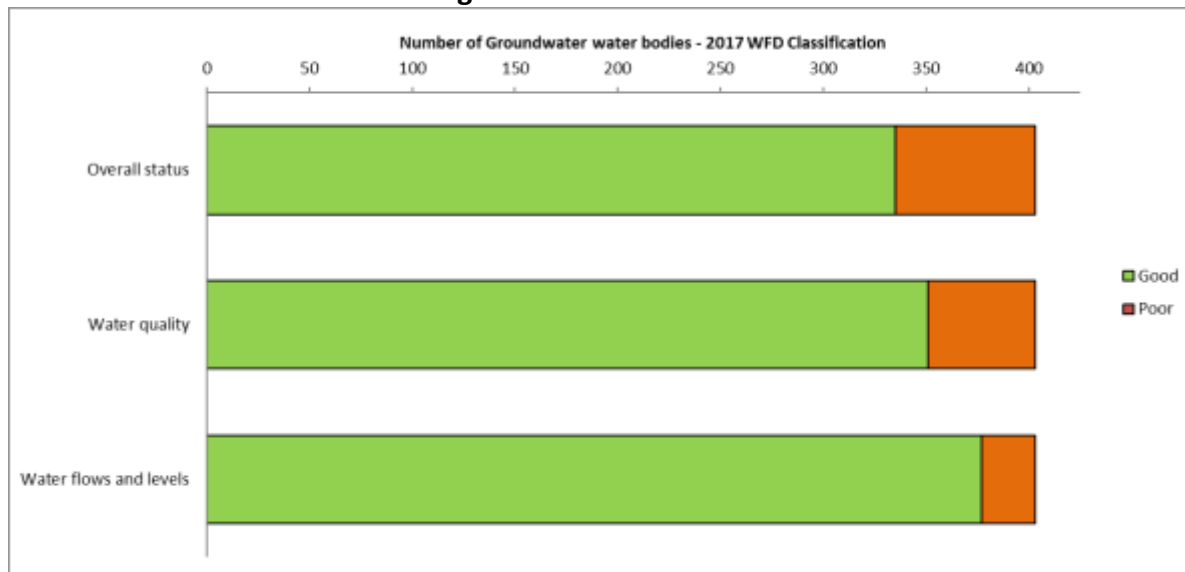 Number of Groundwater water bodies - 2017 WFD Classification
0 50 100 150 200 250 300 350 400
Overall status
Water quality
Water flows and levels
Good
Poor